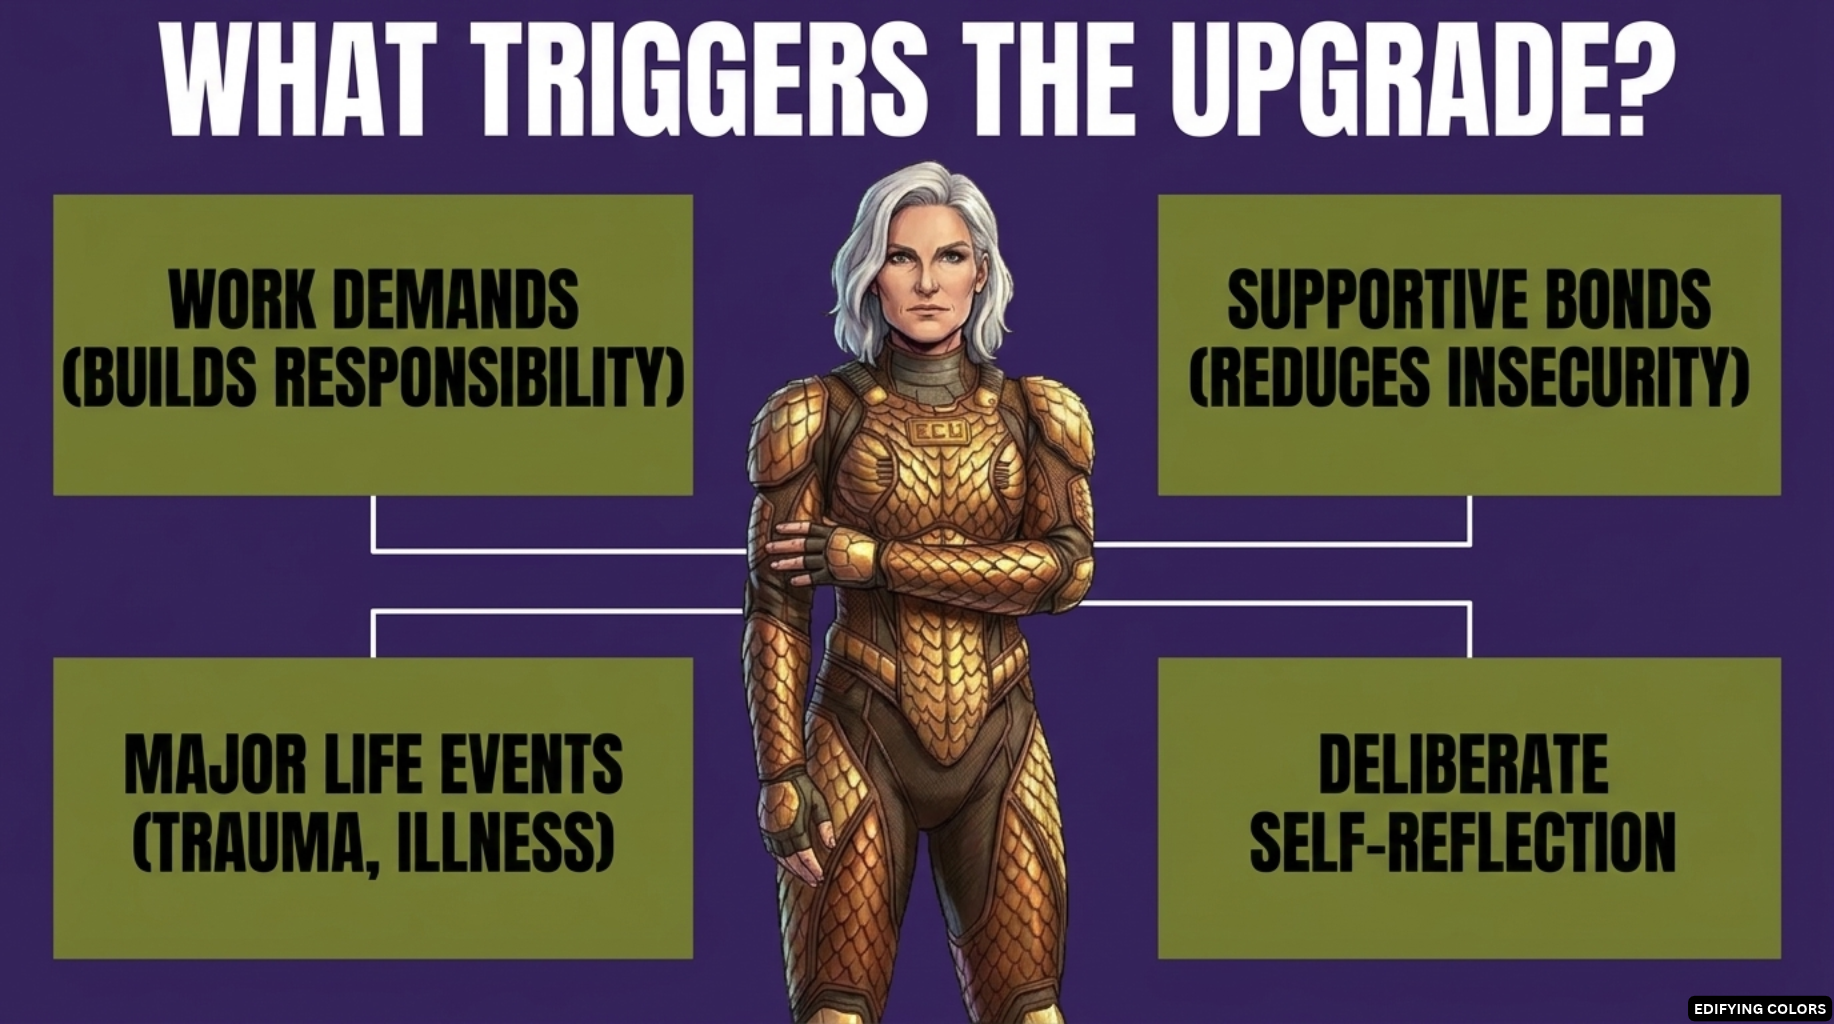 WHAT TRIGGERS THE UPGRADE?
WORK DEMANDS
(BUILDS RESPONSIBILITY)
SUPPORTIVE BONDS
(REDUCES INSECURITY)
ECU
MAJOR LIFE EVENTS
(TRAUMA, ILLNESS)
DELIBERATE
SELF-REFLECTION
EDIFYING COLORS